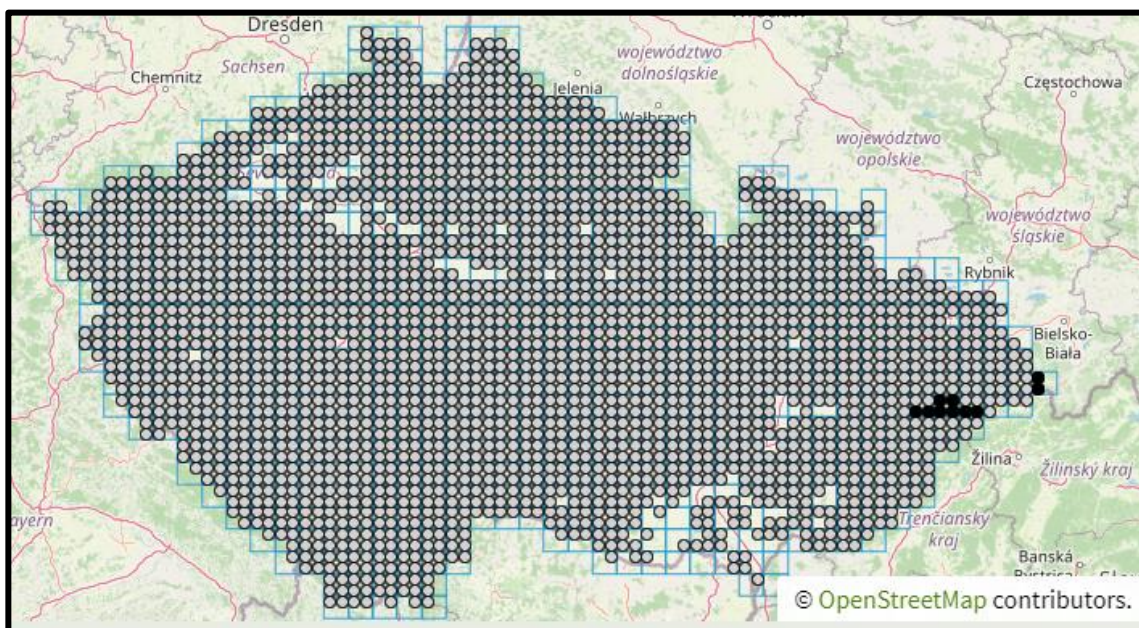 Dresden
województwo
dolnośląskie
Sachsen
Chemnitz
Jelenia
Częstochowa
Wałbrzych
województwo
opolskie
województwo
śląskie
Rybnik
Bielsko-
Biała
Žilina
Žilinský kraj
Trenčiansky
kraj
Banská
© OpenStreetMap contributors.